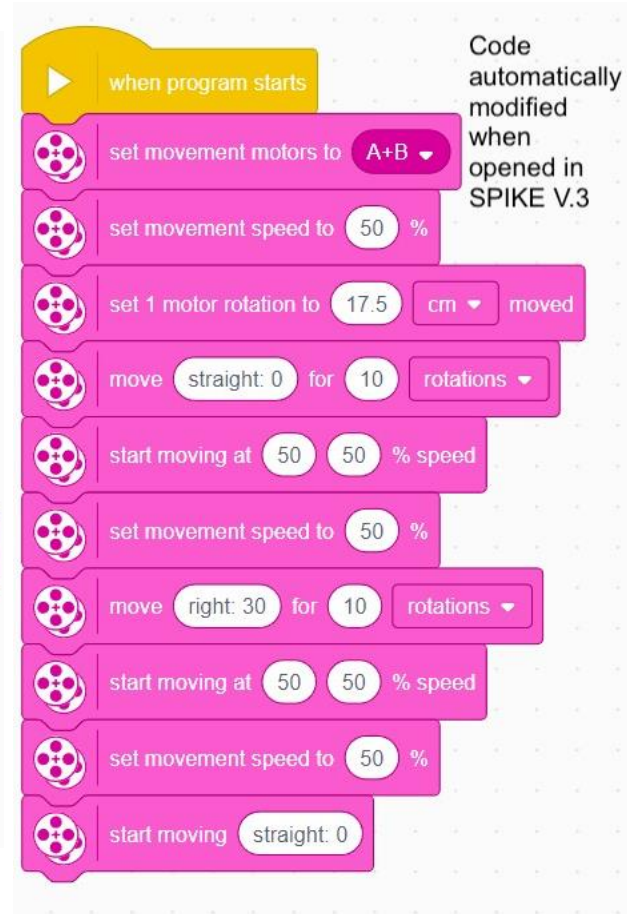 Code
automatically
modified
when
opened in
SPIKE V.3
when program starts
set movement motors to A+B
set movement speed to 50 %
set 1 motor rotation to 17.5 cm moved
move straight: 0 for 10 rotations
start moving at 50 50 % speed
set movement speed to 50 %
move right: 30 for 10 rotations
start moving at 50 50 % speed
set movement speed to 50 %
start moving straight: 0